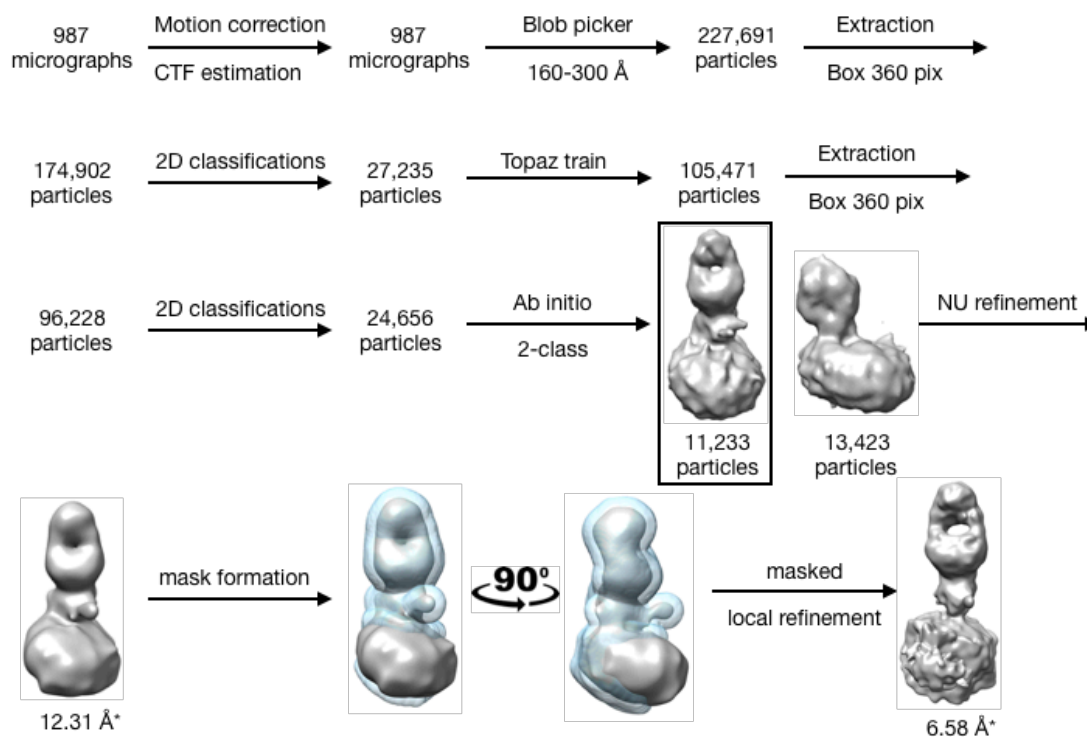 987
micrographs
Motion correction
CTF estimation
987
micrographs
Blob picker
160-300 Å
227,691
particles
Extraction
Box 360 pix
174,902
particles
2D classifications
27,235
particles
Topaz train
105,471
particles
Extraction
Box 360 pix
96,228
particles
2D classifications
24,656
particles
Ab initio
2-class
11,233
particles
13,423
particles
NU refinement
12.31 Å*
mask formation
90⁰
masked
local refinement
6.58 Å*